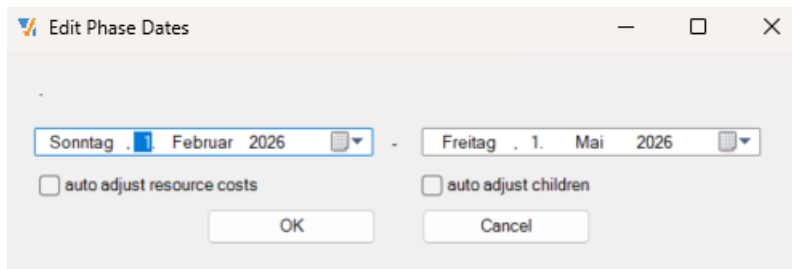 Edit Phase Dates
.
Sonntag , 1. Februar 2026 - Freitag , 1. Mai 2026
auto adjust resource costs auto adjust children
OK Cancel